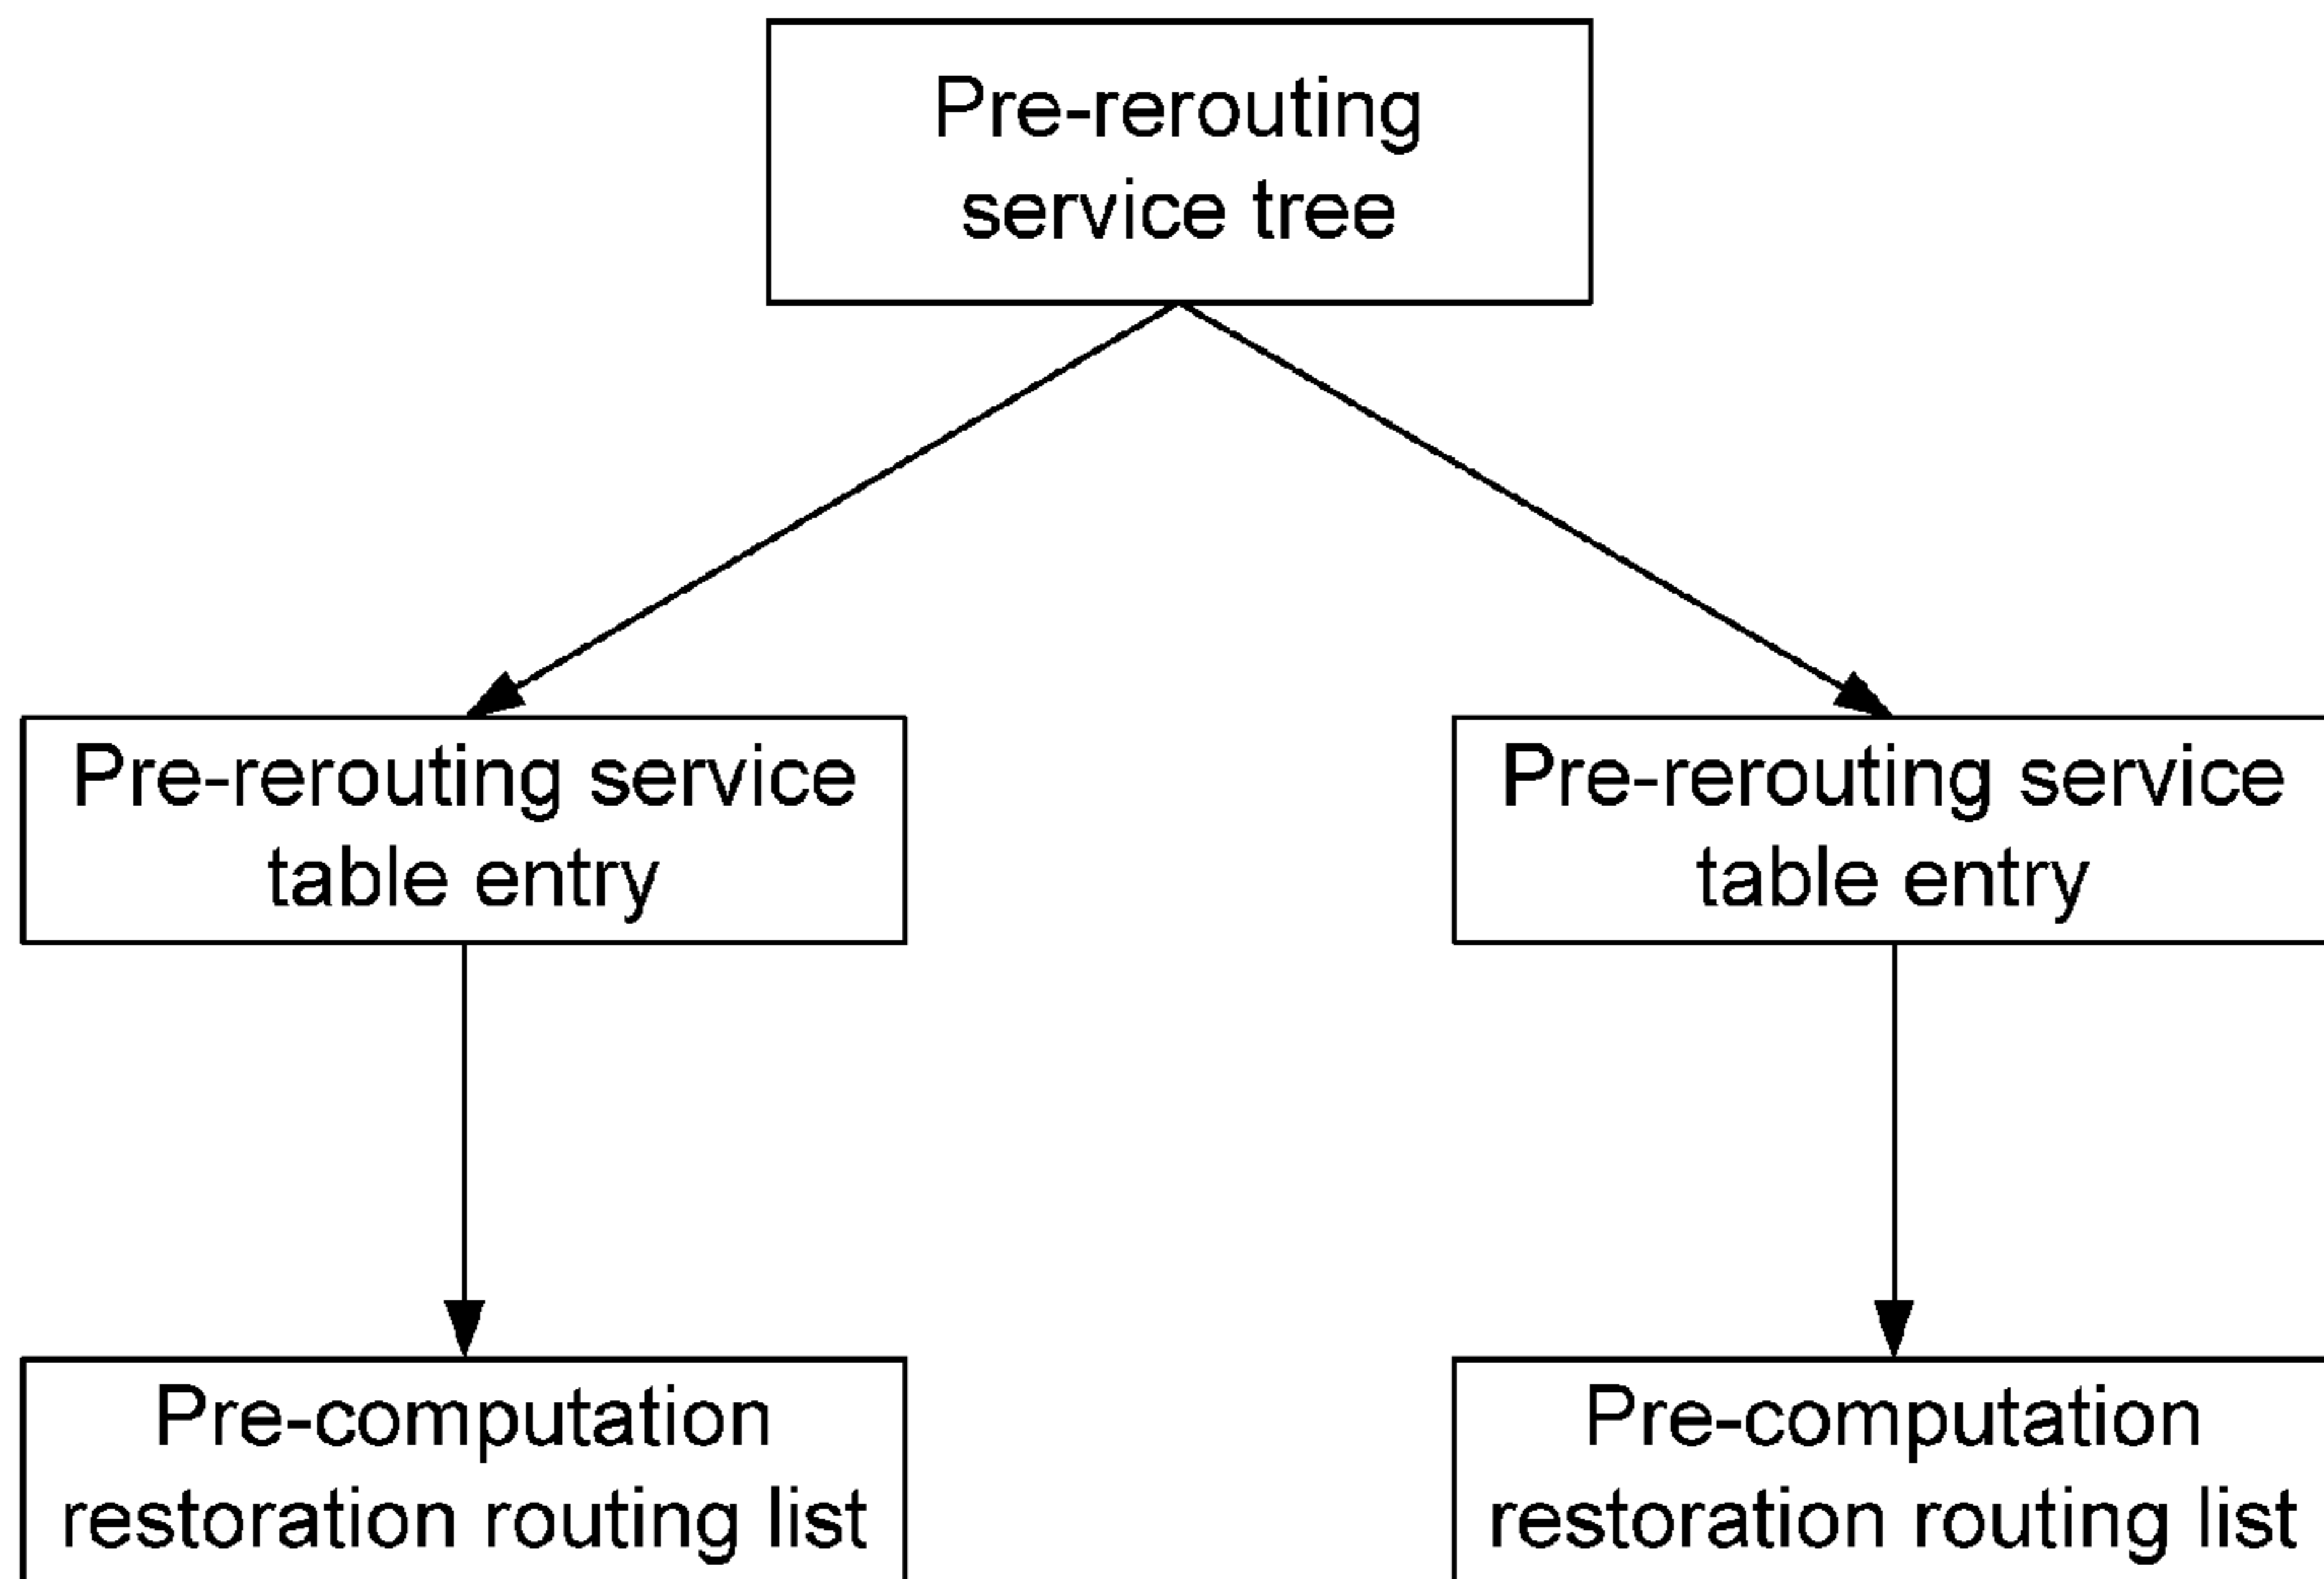 Pre-rerouting
service tree
Pre-rerouting service
table entry
Pre-rerouting service
table entry
Pre-computation
restoration routing list
Pre-computation
restoration routing list